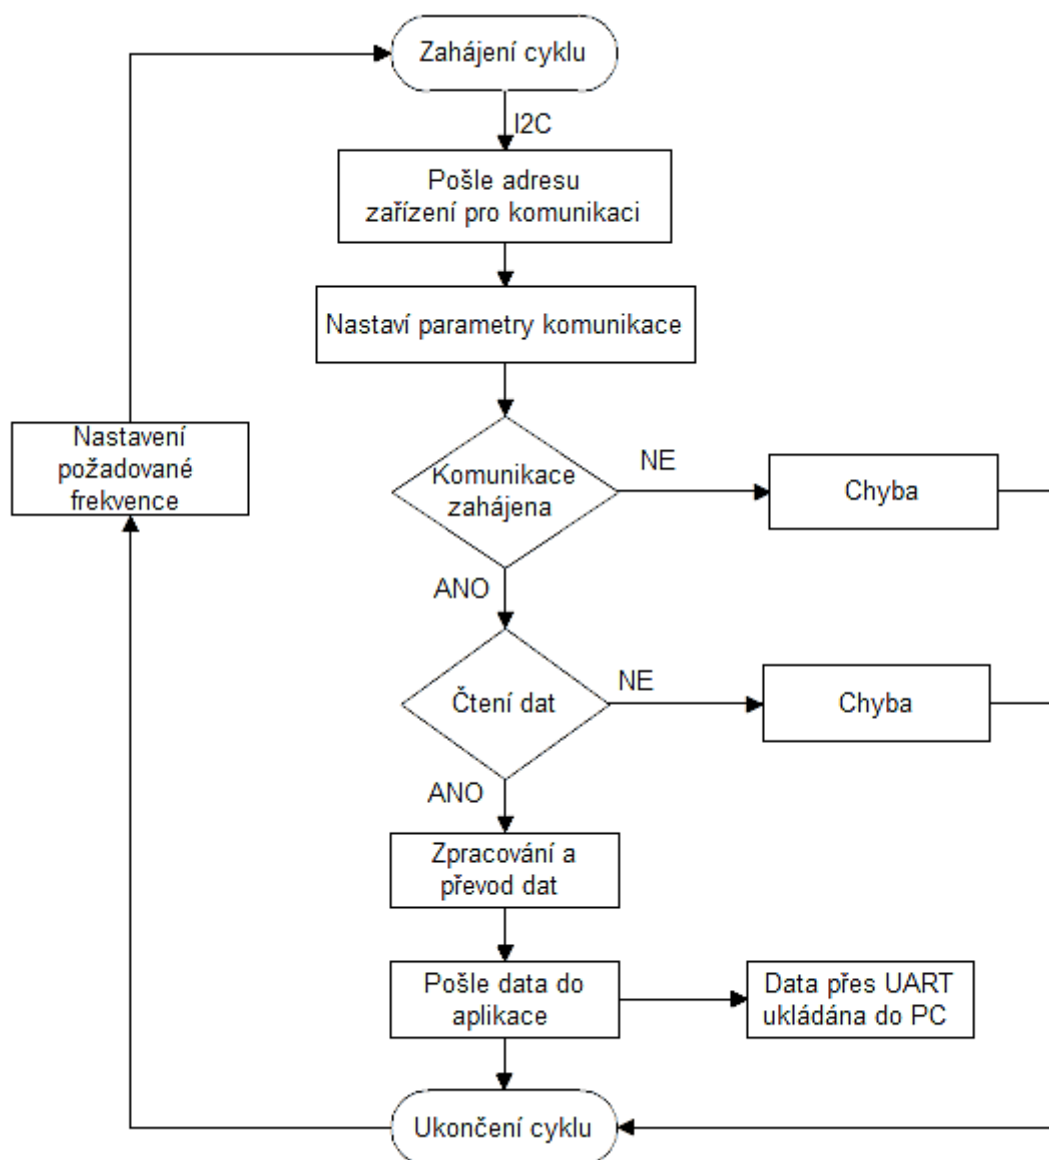 Zahájení cyklu
I2C
Pošle adresu
zařízení pro komunikaci
Nastaví parametry komunikace
Nastavení
požadované
frekvence
Komunikace
zahájena
NE
Chyba
ANO
Čtení dat
NE
Chyba
ANO
Zpracování a
převod dat
Pošle data do
aplikace
Data přes UART
ukládána do PC
Ukončení cyklu